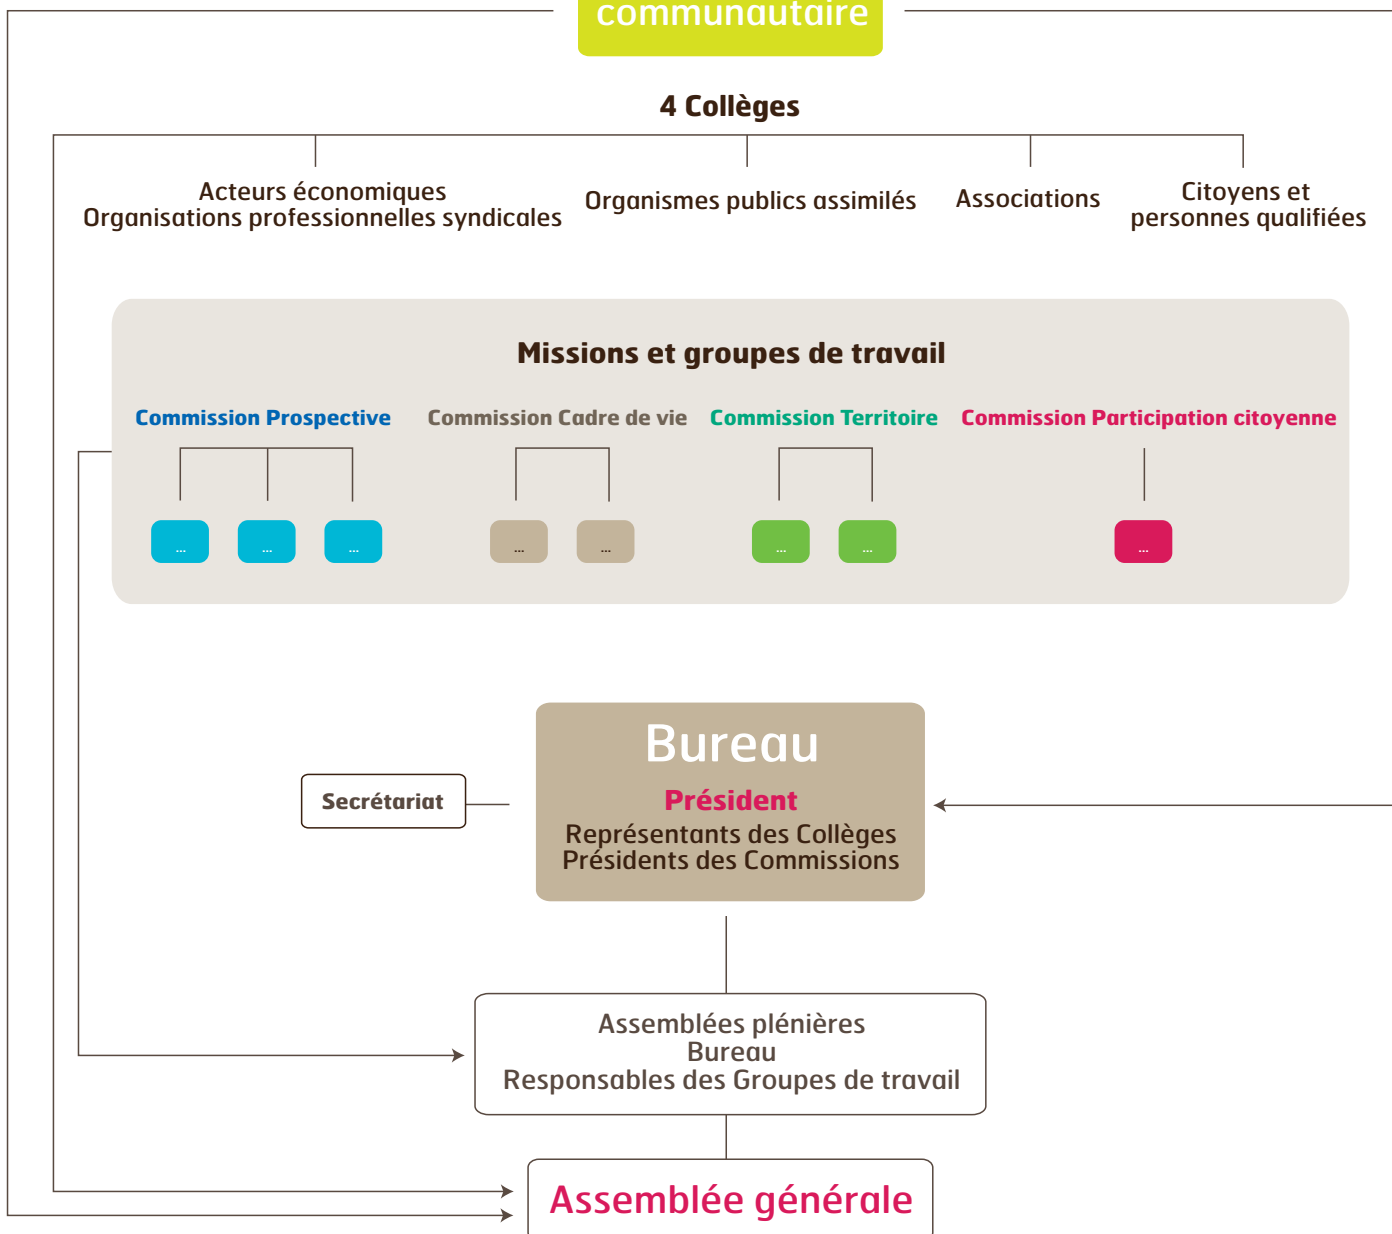 communautaire
4 Collèges
Acteurs économiques
Organisations professionnelles syndicales
Organismes publics assimilés
Associations
Citoyens et
personnes qualifiées
Missions et groupes de travail
Commission Prospective
Commission Cadre de vie
Commission Territoire
Commission Participation citoyenne
...
...
...
...
...
...
...
...
Bureau
Président
Représentants des Collèges
Présidents des Commissions
Secrétariat
Assemblées plénières
Bureau
Responsables des Groupes de travail
Assemblée générale